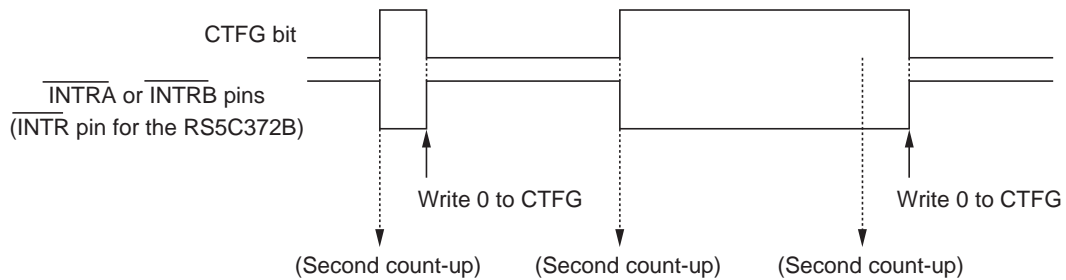 CTFG bit
INTRA or INTRB pins
(INTR pin for the RS5C372B)
Write 0 to CTFG
Write 0 to CTFG
(Second count-up)
(Second count-up)
(Second count-up)